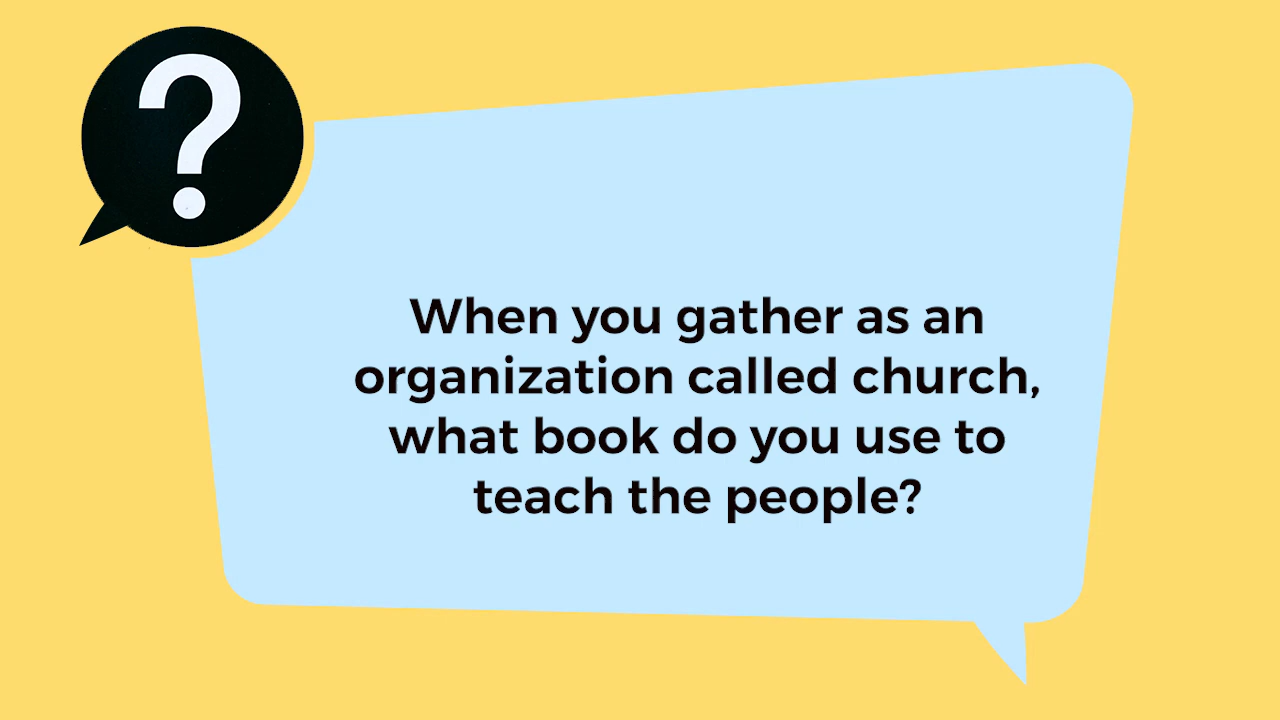 ?
When you gather as an
organization called church,
what book do you use to
teach the people?